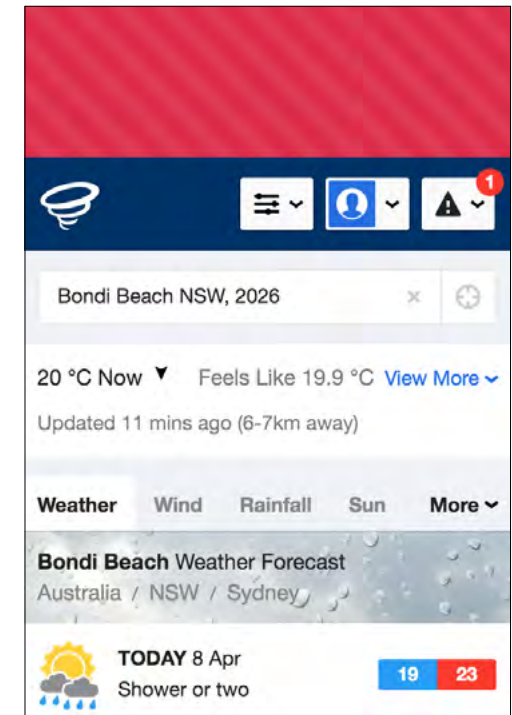 1
Bondi Beach NSW, 2026
20 °C Now Feels Like 19.9 °C View More
Updated 11 mins ago (6-7km away)
Weather Wind Rainfall Sun More
Bondi Beach Weather Forecast
Australia / NSW / Sydney
TODAY 8 Apr
Shower or two
19 23